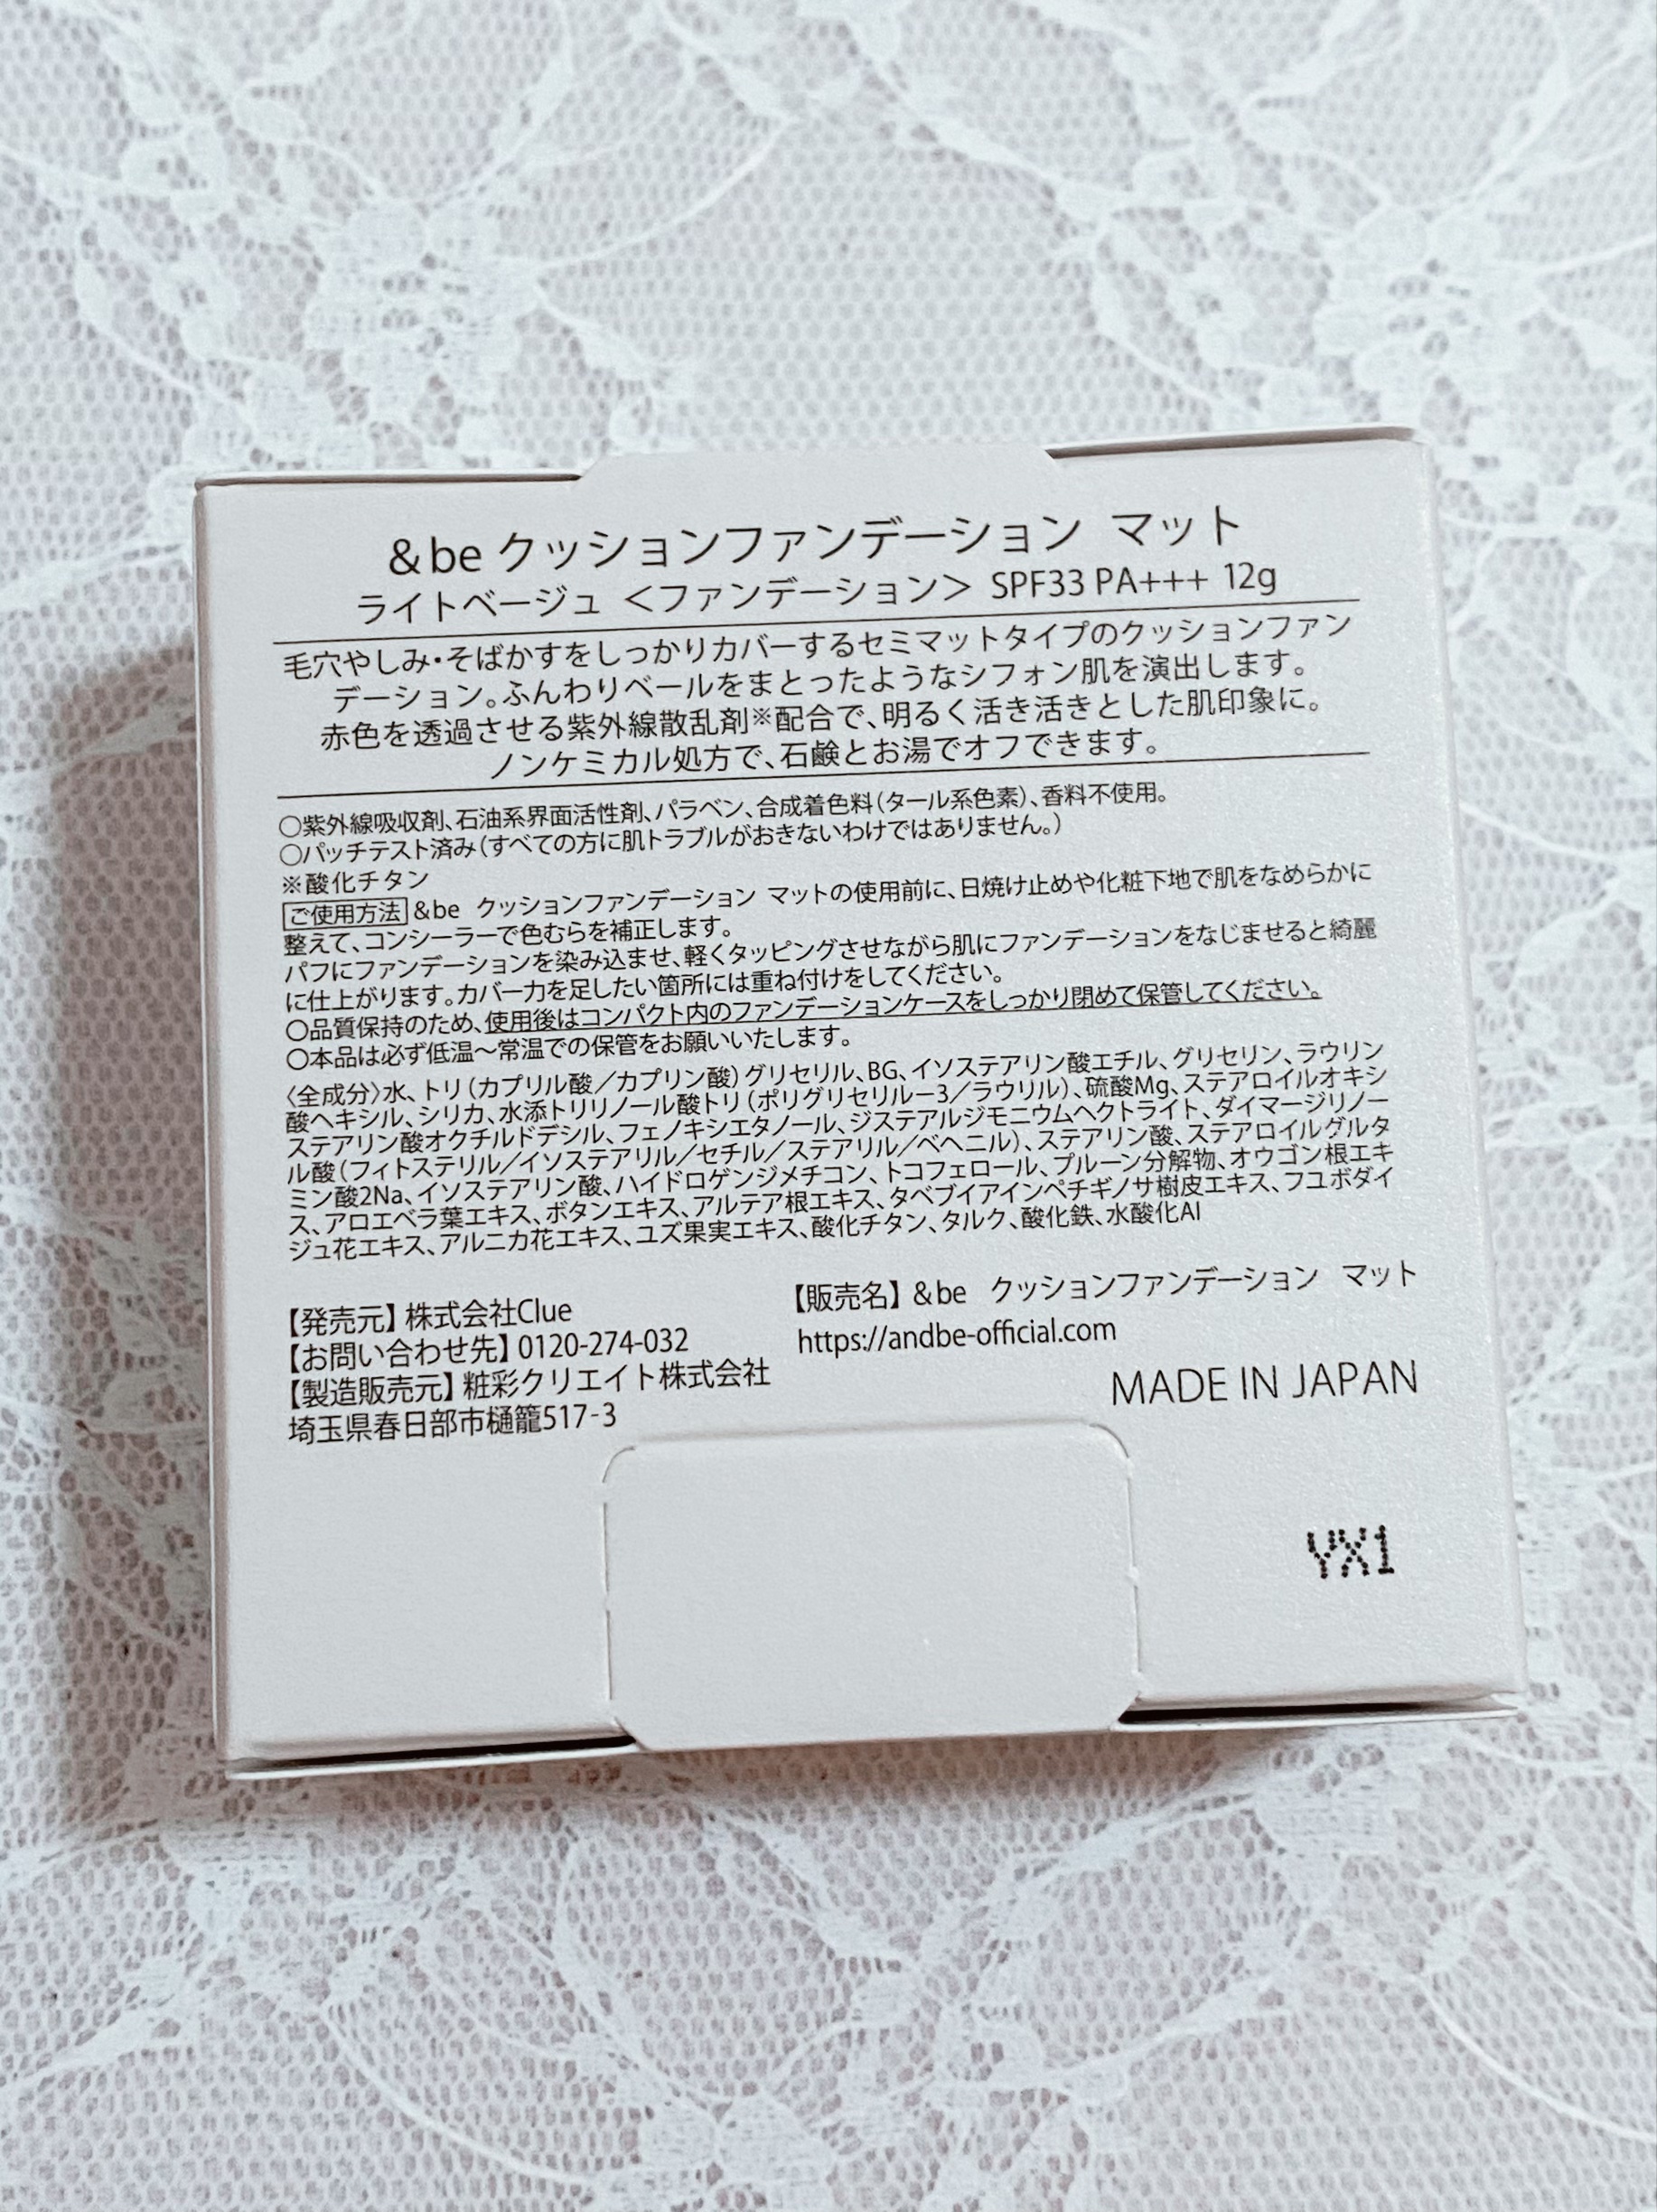 &be クッションファンデーション マット
ライトベージュ ＜ファンデーション＞ SPF33 PA+++ 12g
毛穴やしみ・そばかすをしっかりカバーするセミマットタイプのクッションファン
デーション。ふんわりベールをまとったようなシフォン肌を演出します。
赤色を透過させる紫外線散乱剤※配合で、明るく活き活きとした肌印象に。
ノンケミカル処方で、石鹸とお湯でオフできます。
○紫外線吸収剤、石油系界面活性剤、パラベン、合成着色料（タール系色素）、香料不使用。
○パッチテスト済み（すべての方に肌トラブルがおきないわけではありません。）
※酸化チタン
ご使用方法 &be クッションファンデーション マットの使用前に、日焼け止めや化粧下地で肌をなめらかに
整えて、コンシーラーで色むらを補正します。
パフにファンデーションを染み込ませ、軽くタッピングさせながら肌にファンデーションをなじませると綺麗
に仕上がります。カバー力を足したい箇所には重ね付けをしてください。
○品質保持のため、使用後はコンパクト内のファンデーションケースをしっかり閉めて保管してください。
○本品は必ず低温～常温での保管をお願いいたします。
〈全成分〉水、トリ（カプリル酸／カプリン酸）グリセリル、BG、イソステアリン酸エチル、グリセリン、ラウリン
酸ヘキシル、シリカ、水添トリリノール酸トリ（ポリグリセリル－3／ラウリル）、硫酸Mg、ステアロイルオキシ
ステアリン酸オクチルドデシル、フェノキシエタノール、ジステアルジモニウムヘクトライト、ダイマージリノー
ル酸（フィトステリル／イソステアリル／セチル／ステアリル／ベヘニル）、ステアリン酸、ステアロイルグルタ
ミン酸2Na、イソステアリン酸、ハイドロゲンジメチコン、トコフェロール、プルーン分解物、オウゴン根エキ
ス、アロエベラ葉エキス、ボタンエキス、アルテア根エキス、タベブイアインペチギノサ樹皮エキス、フユボダイ
ジュ花エキス、アルニカ花エキス、ユズ果実エキス、酸化チタン、タルク、酸化鉄、水酸化Al
【発売元】株式会社Clue
【お問い合わせ先】0120-274-032
【製造販売元】粧彩クリエイト株式会社
埼玉県春日部市樋籠517-3
【販売名】&be クッションファンデーション マット
https://andbe-official.com
MADE IN JAPAN
YX1